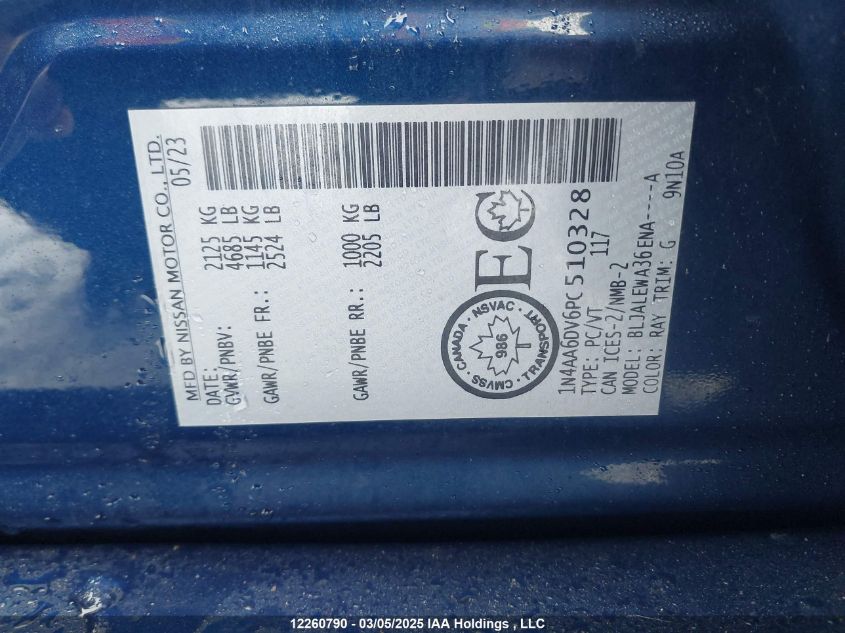 MFD BY NISSAN MOTOR CO., LTD.
DATE: 05/23
GVWR/PNBV: 2125 KG
4685 LB
GAWR/PNBE FR.: 1145 KG
2524 LB
GAWR/PNBE RR.: 1000 KG
2205 LB
CANADA · NSVAC · TRANSPORT · CMVSS ·
986
EC
1N4AA6DV6PC510328
TYPE: PC/VT 117
CAN ICES-2/NMB-2
MODEL: BLJALEWA36ENA----A
COLOR: RAY TRIM: G 9N10A
12260790 - 03/05/2025 IAA Holdings , LLC